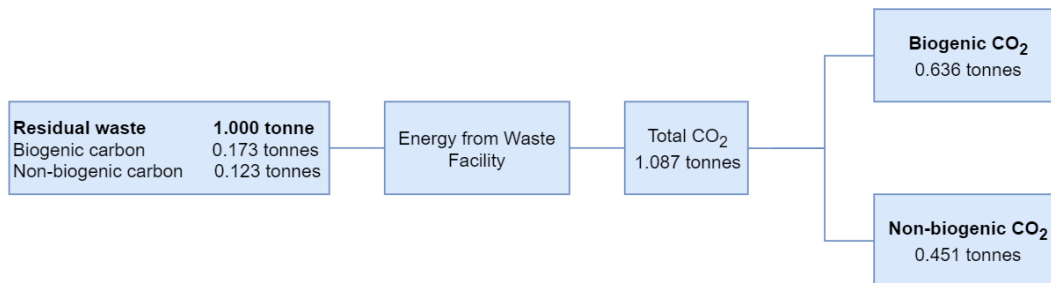 Residual waste 1.000 tonne
Biogenic carbon 0.173 tonnes
Non-biogenic carbon 0.123 tonnes
Energy from Waste
Facility
Total CO₂
1.087 tonnes
Biogenic CO₂
0.636 tonnes
Non-biogenic CO₂
0.451 tonnes